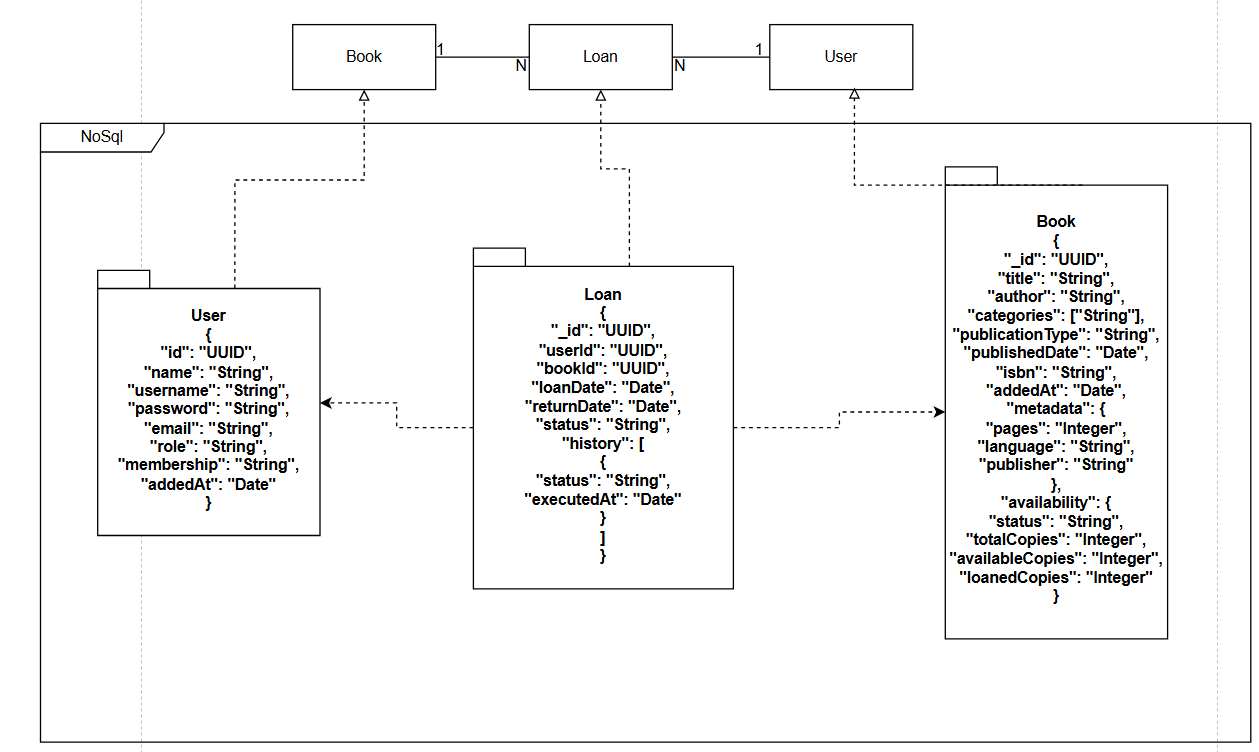 Book
1
N
Loan
N
1
User
NoSql
User
{
"id": "UUID",
"name": "String",
"username": "String",
"password": "String",
"email": "String",
"role": "String",
"membership": "String",
"addedAt": "Date"
}
Loan
{
"_id": "UUID",
"userId": "UUID",
"bookId": "UUID",
"loanDate": "Date",
"returnDate": "Date",
"status": "String",
"history": [
{
"status": "String",
"executedAt": "Date"
}
]
}
Book
{
"_id": "UUID",
"title": "String",
"author": "String",
"categories": ["String"],
"publicationType": "String",
"publishedDate": "Date",
"isbn": "String",
"addedAt": "Date",
"metadata": {
"pages": "Integer",
"language": "String",
"publisher": "String"
},
"availability": {
"status": "String",
"totalCopies": "Integer",
"availableCopies": "Integer",
"loanedCopies": "Integer"
}